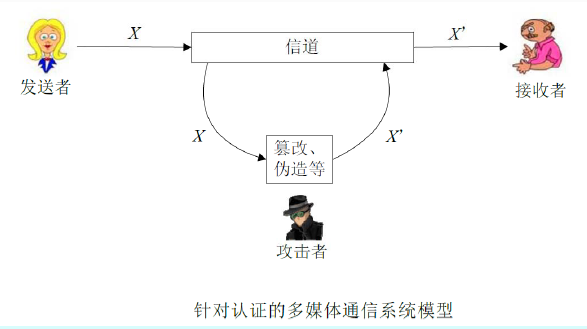 X
信道
X'
发送者
接收者
X
篡改、
伪造等
X'
攻击者
针对认证的多媒体通信系统模型